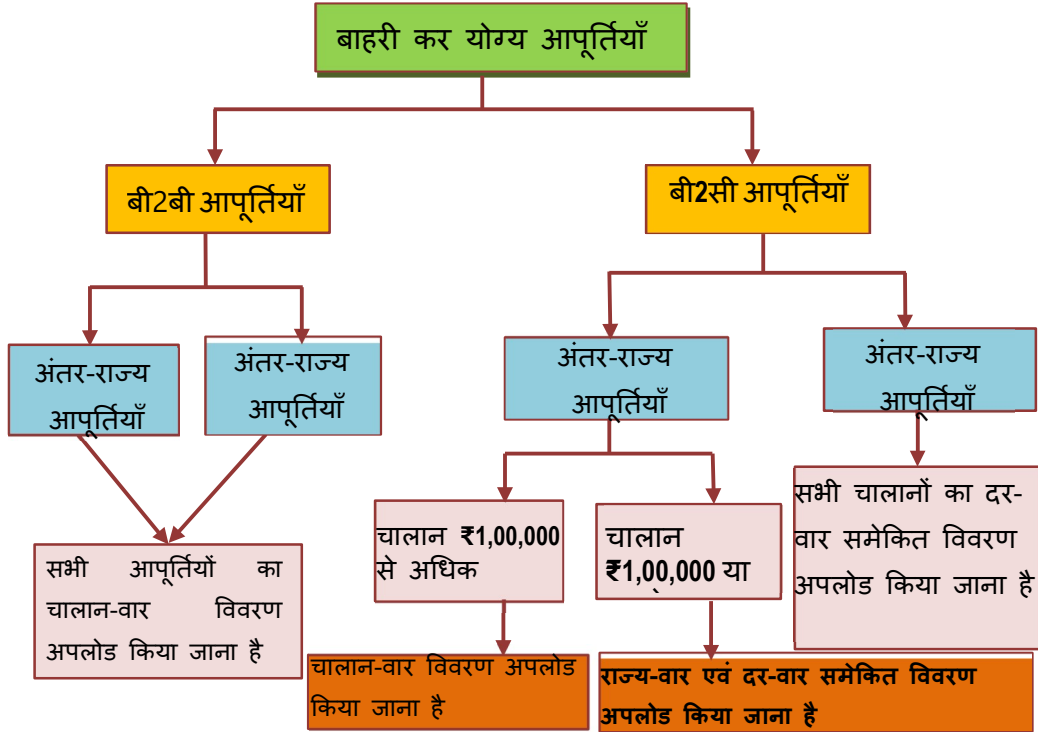 बाहरी कर योग्य आपूर्तियाँ
बी2बी आपूर्तियाँ
बी2सी आपूर्तियाँ
अंतर-राज्य
आपूर्तियाँ
अंतर-राज्य
आपूर्तियाँ
अंतर-राज्य
आपूर्तियाँ
अंतर-राज्य
आपूर्तियाँ
सभी आपूर्तियों का
चालान-वार विवरण
अपलोड किया जाना है
चालान ₹1,00,000
से अधिक
चालान
₹1,00,000 या
सभी चालानों का दर-
वार समेकित विवरण
अपलोड किया जाना है
चालान-वार विवरण अपलोड
किया जाना है
राज्य-वार एवं दर-वार समेकित विवरण
अपलोड किया जाना है